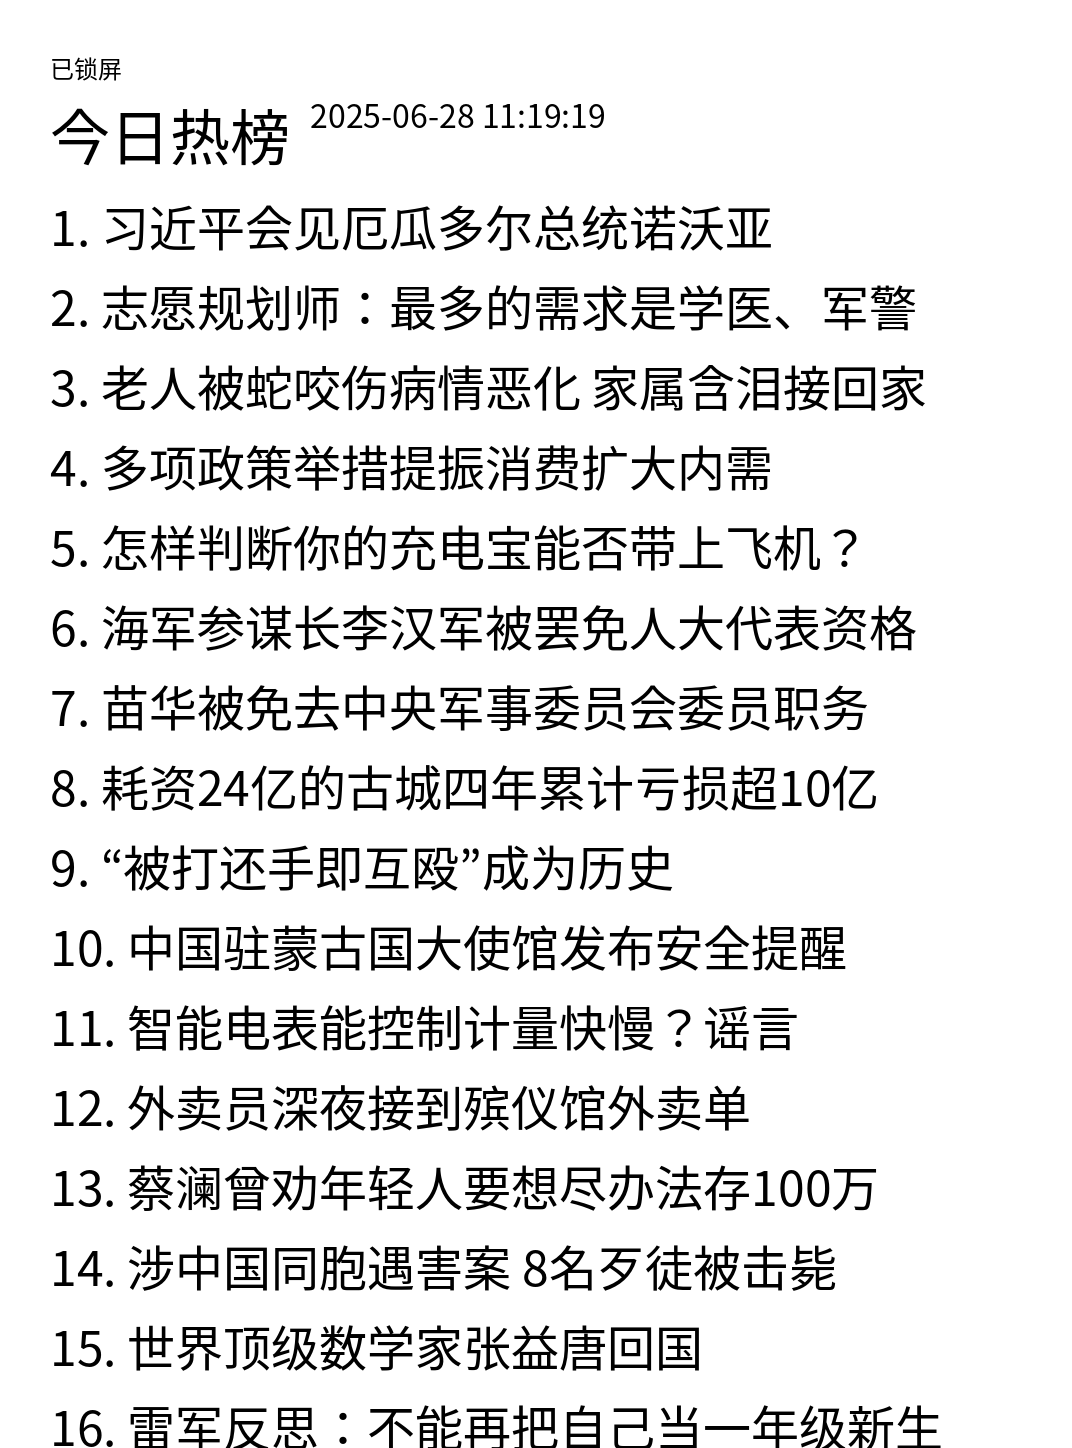 已锁屏
今日热榜 2025-06-28 11:19:19
1. 习近平会见厄瓜多尔总统诺沃亚
2. 志愿规划师：最多的需求是学医、军警
3. 老人被蛇咬伤病情恶化 家属含泪接回家
4. 多项政策举措提振消费扩大内需
5. 怎样判断你的充电宝能否带上飞机？
6. 海军参谋长李汉军被罢免人大代表资格
7. 苗华被免去中央军事委员会委员职务
8. 耗资24亿的古城四年累计亏损超10亿
9. “被打还手即互殴”成为历史
10. 中国驻蒙古国大使馆发布安全提醒
11. 智能电表能控制计量快慢？谣言
12. 外卖员深夜接到殡仪馆外卖单
13. 蔡澜曾劝年轻人要想尽办法存100万
14. 涉中国同胞遇害案 8名歹徒被击毙
15. 世界顶级数学家张益唐回国
16. 雷军反思：不能再把自己当一年级新生